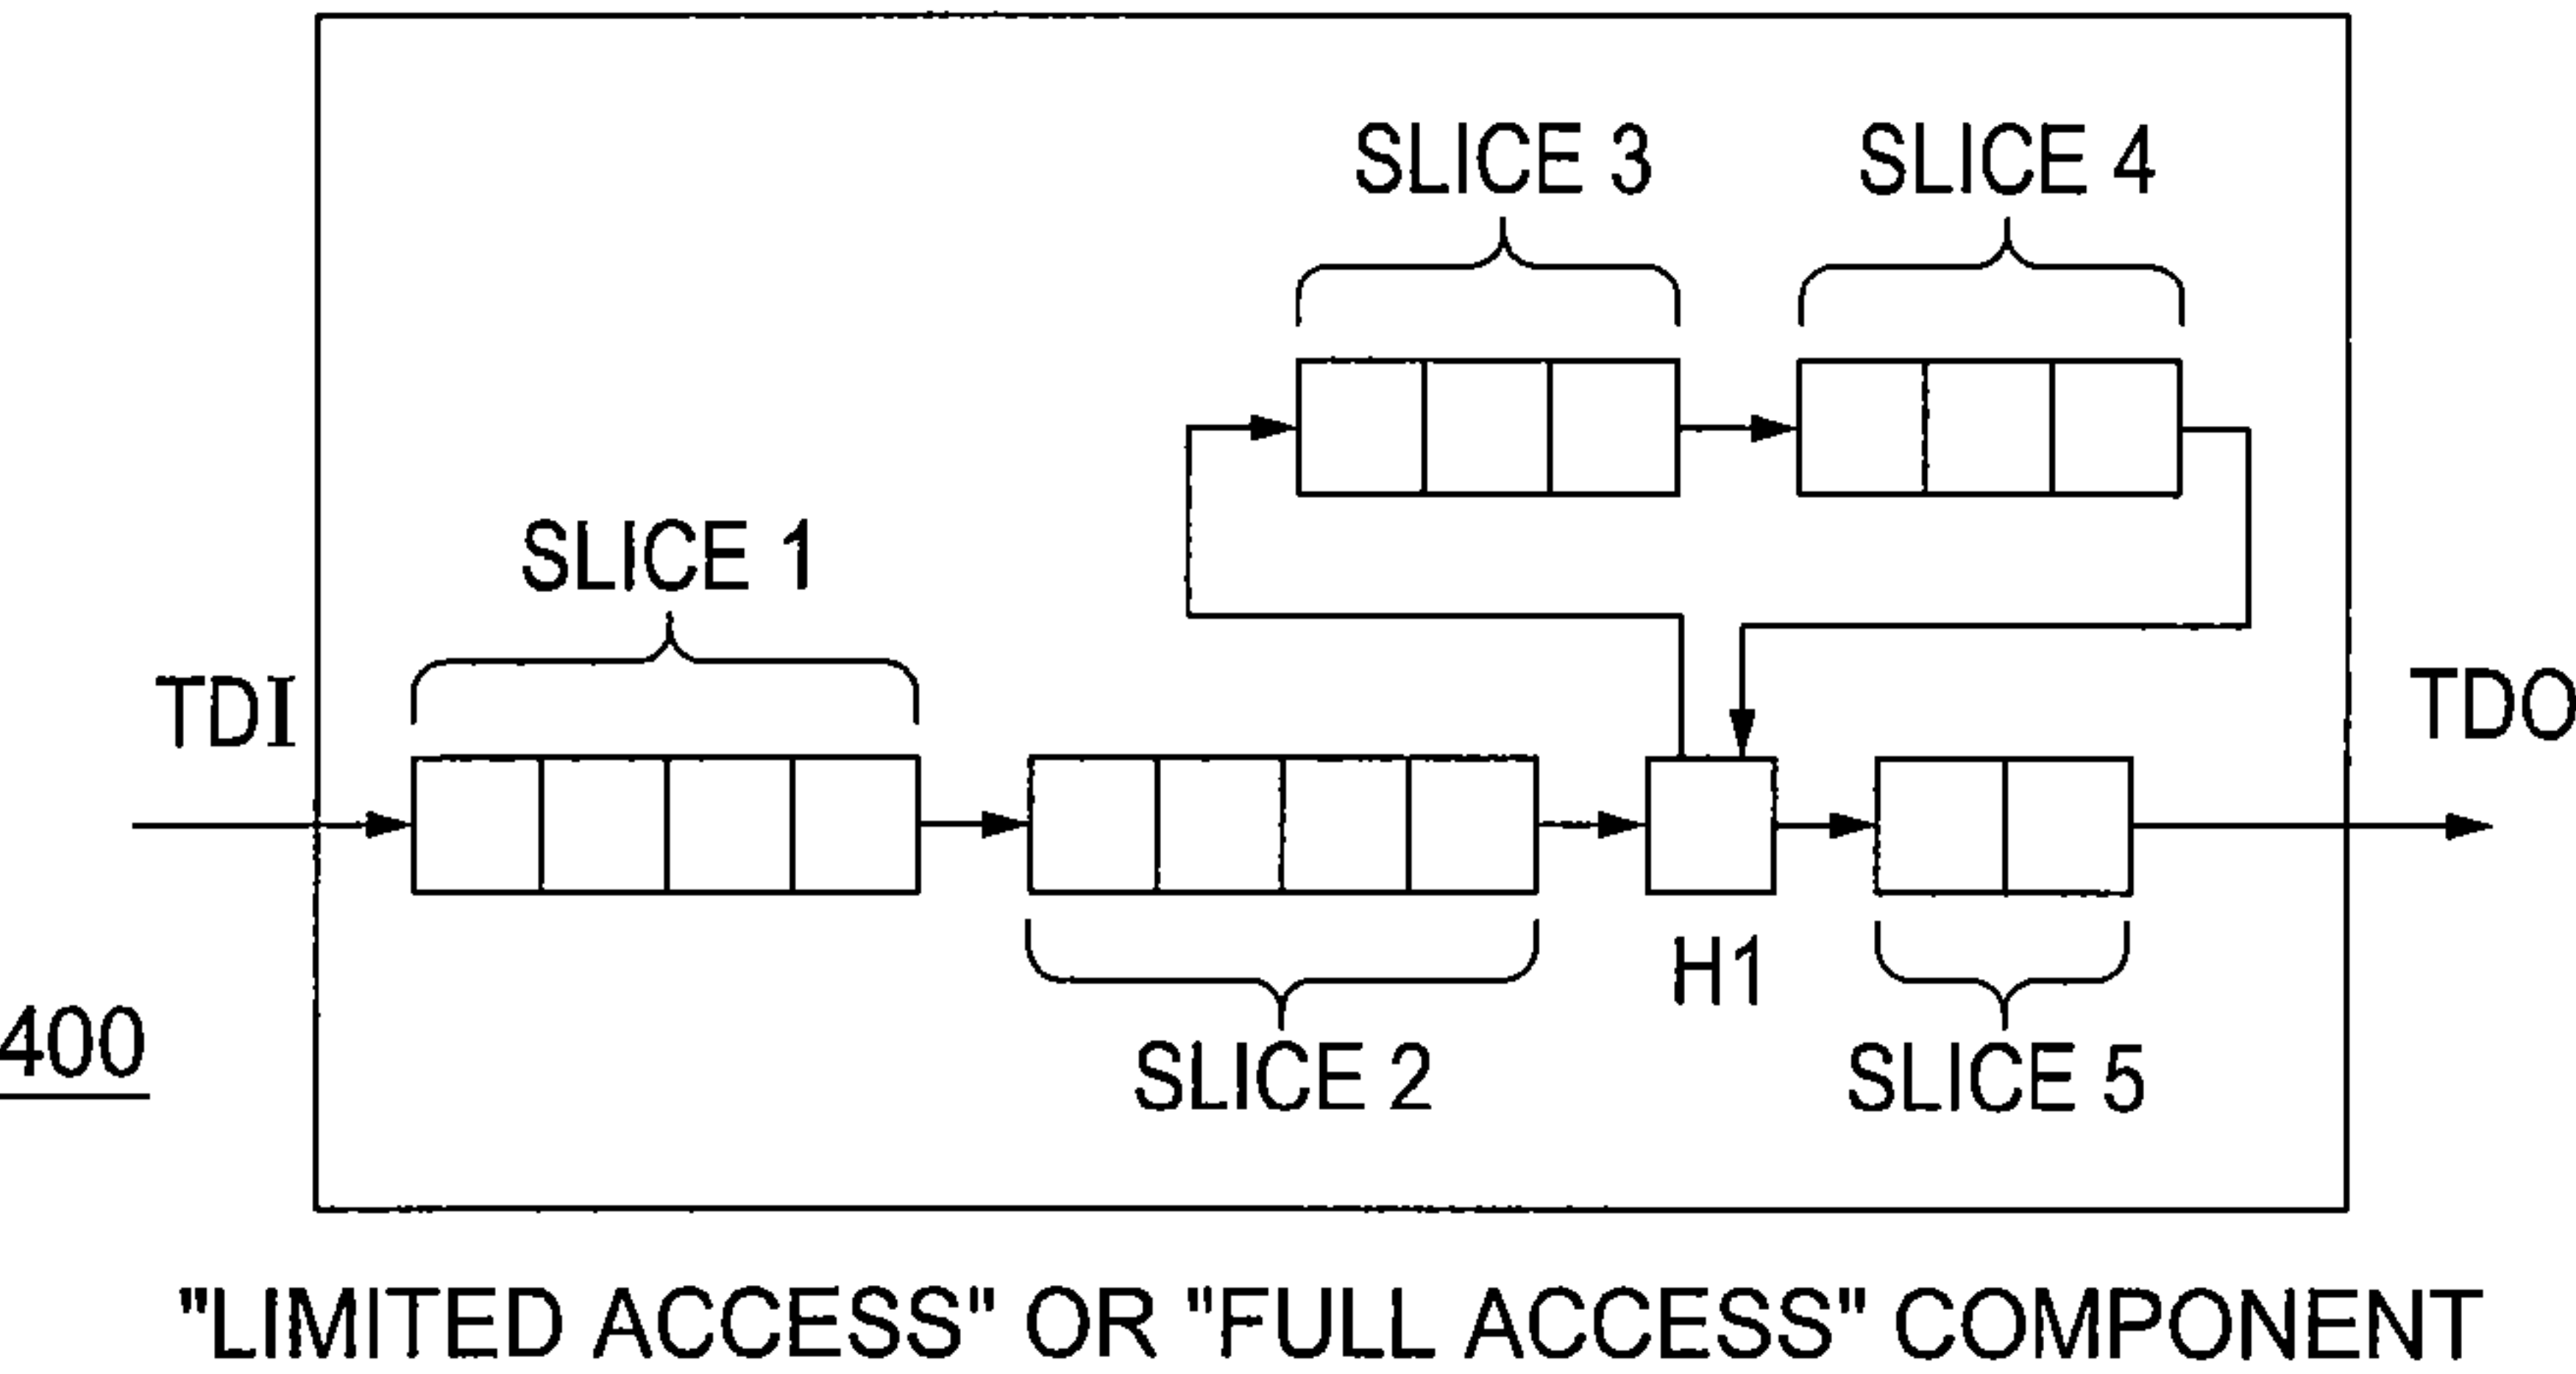 SLICE 3
SLICE 4
SLICE 1
TDI
TDO
H1
400
SLICE 2
SLICE 5
"LIMITED ACCESS" OR "FULL ACCESS" COMPONENT